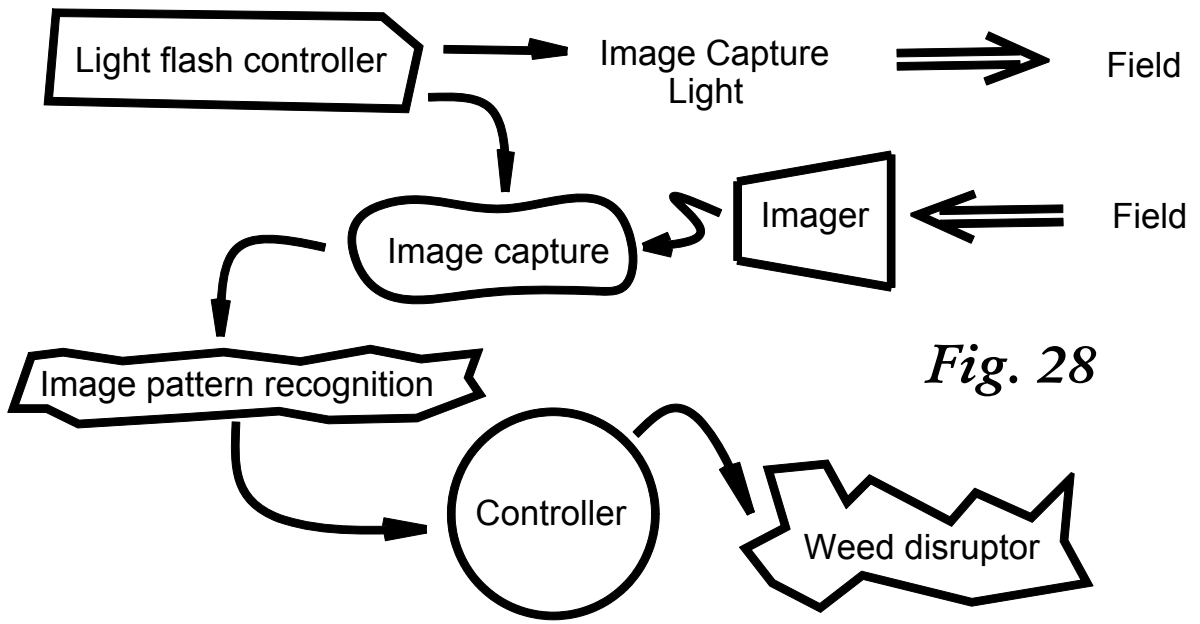 Light flash controller
Image Capture
Light
Field
Imager
Field
Image capture
Fig. 28
Image pattern recognition
Controller
Weed disruptor